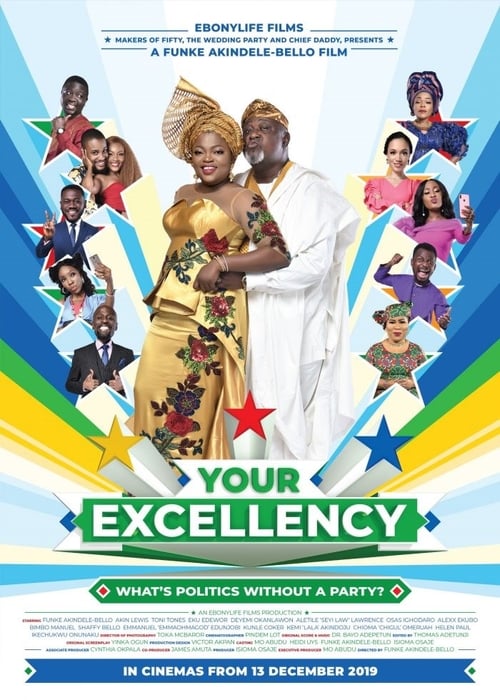 EBONYLIFE FILMS
MAKERS OF FIFTY, THE WEDDING PARTY AND CHIEF DADDY, PRESENTS
A FUNKE AKINDELE-BELLO FILM
YOUR
EXCELLENCY
WHAT'S POLITICS WITHOUT A PARTY?
AN EBONYLIFE FILMS PRODUCTION
STARRING FUNKE AKINDELE-BELLO AKIN LEWIS TONI TONES EKU EDEWOR DEYEMI OKANLAWON ALETILE 'SEYI LAW' LAWRENCE OSAS IGHODARO ALEXX EKUBO
BIMBO MANUEL SHAFFY BELLO EMMANUEL 'EMMACHMAGOD' EDUNJOBI KUNLE COKER KEMI 'LALA' AKINDOJU CHIOMA 'CHIGUL' OMERUAH HELEN PAUL
IKECHUKWU ONUNAKU DIRECTOR OF PHOTOGRAPHY TOKA MCBAROR CINEMATOGRAPHER PINDEM LOT ORIGINAL SCORE & MUSIC DR. BAYO ADEPETUN EDITED BY THOMAS ADETUNJI
ORIGINAL SCREENPLAY YINKA OGUN PRODUCTION DESIGN VICTOR AKPAN CASTING MO ABUDU HEIDI UYS FUNKE AKINDELE-BELLO ISIOMA OSAJE
ASSOCIATE PRODUCER CYNTHIA OKPALA CO-PRODUCER JAMES AMUTA PRODUCER ISIOMA OSAJE EXECUTIVE PRODUCER MO ABUDU DIRECTED BY FUNKE AKINDELE-BELLO
IN CINEMAS FROM 13 DECEMBER 2019